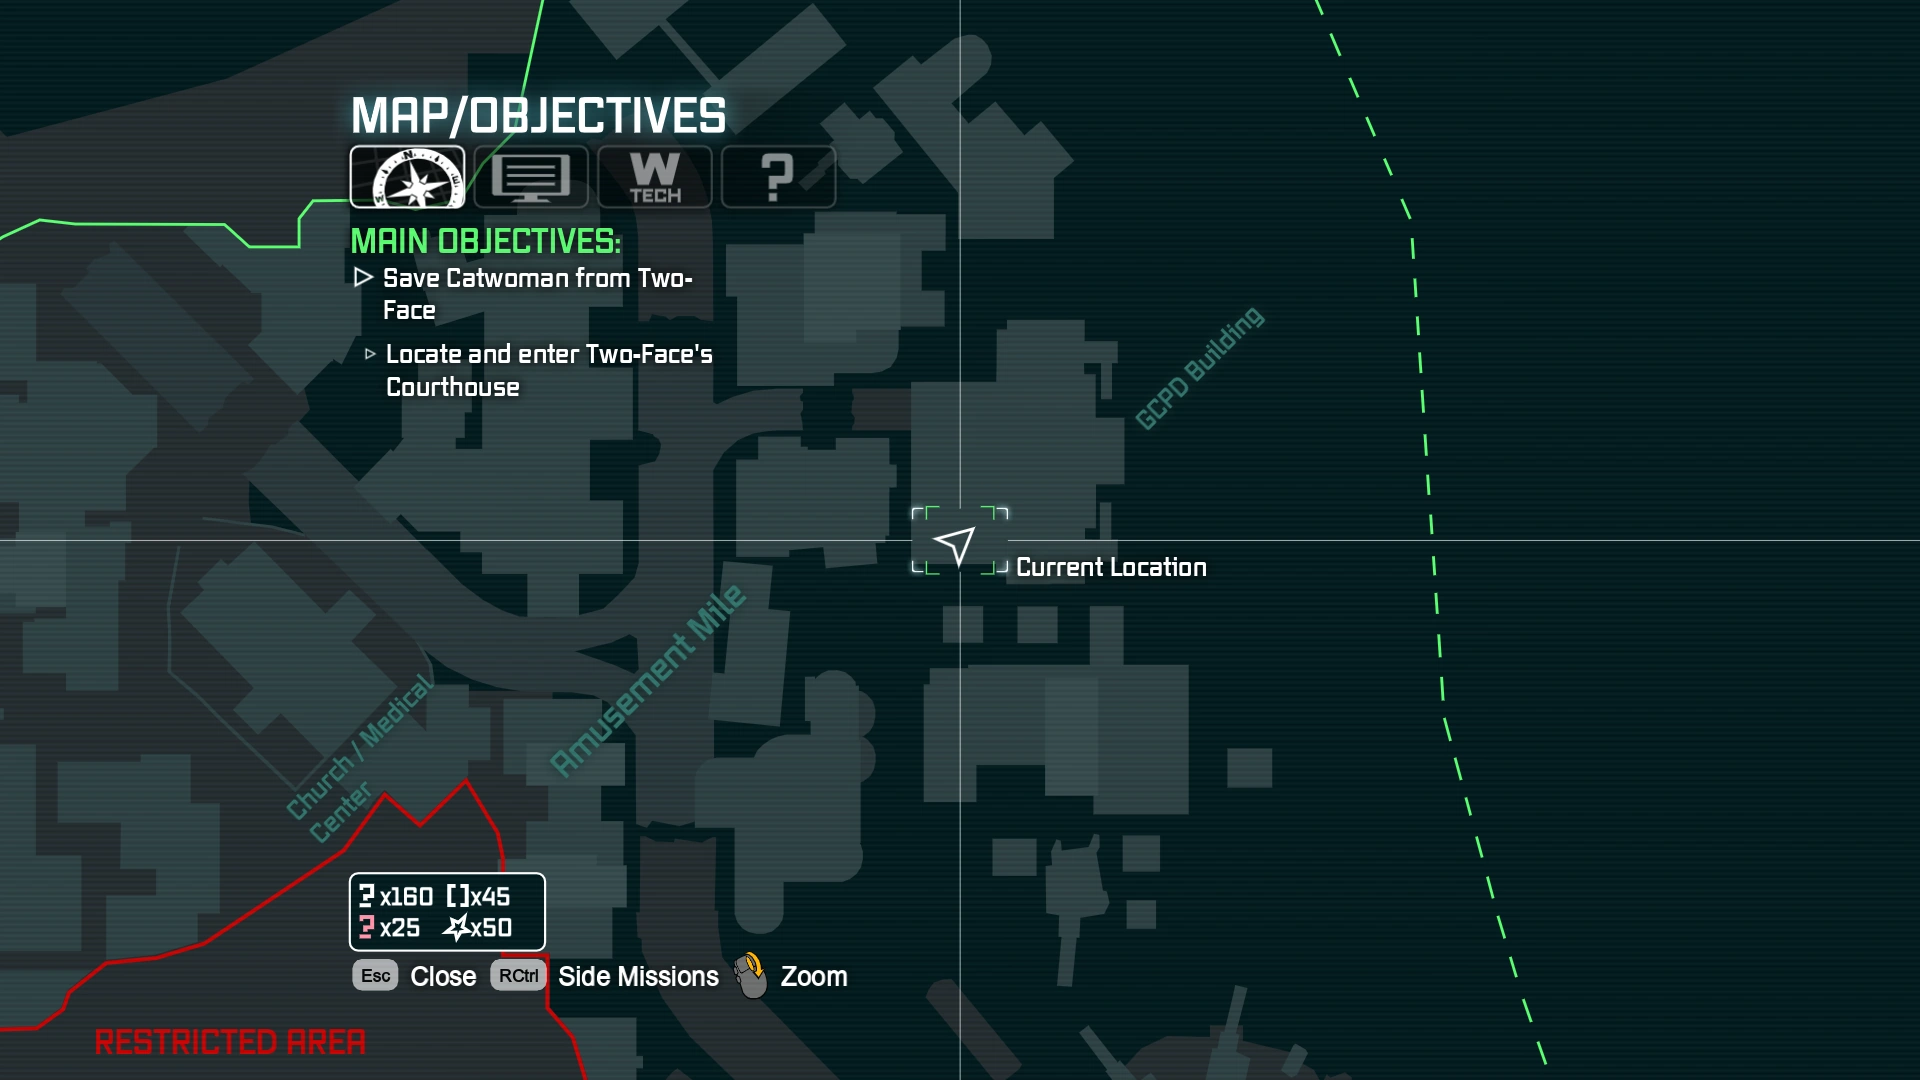 MAP/OBJECTIVES
N
W
TECH
?
MAIN OBJECTIVES:
Save Catwoman from Two-
Face
Locate and enter Two-Face's
Courthouse
GCPD Building
Current Location
Amusement Mile
Church / Medical
Center
? x160 []x45
? x25 x50
Esc Close RCtrl Side Missions Zoom
RESTRICTED AREA